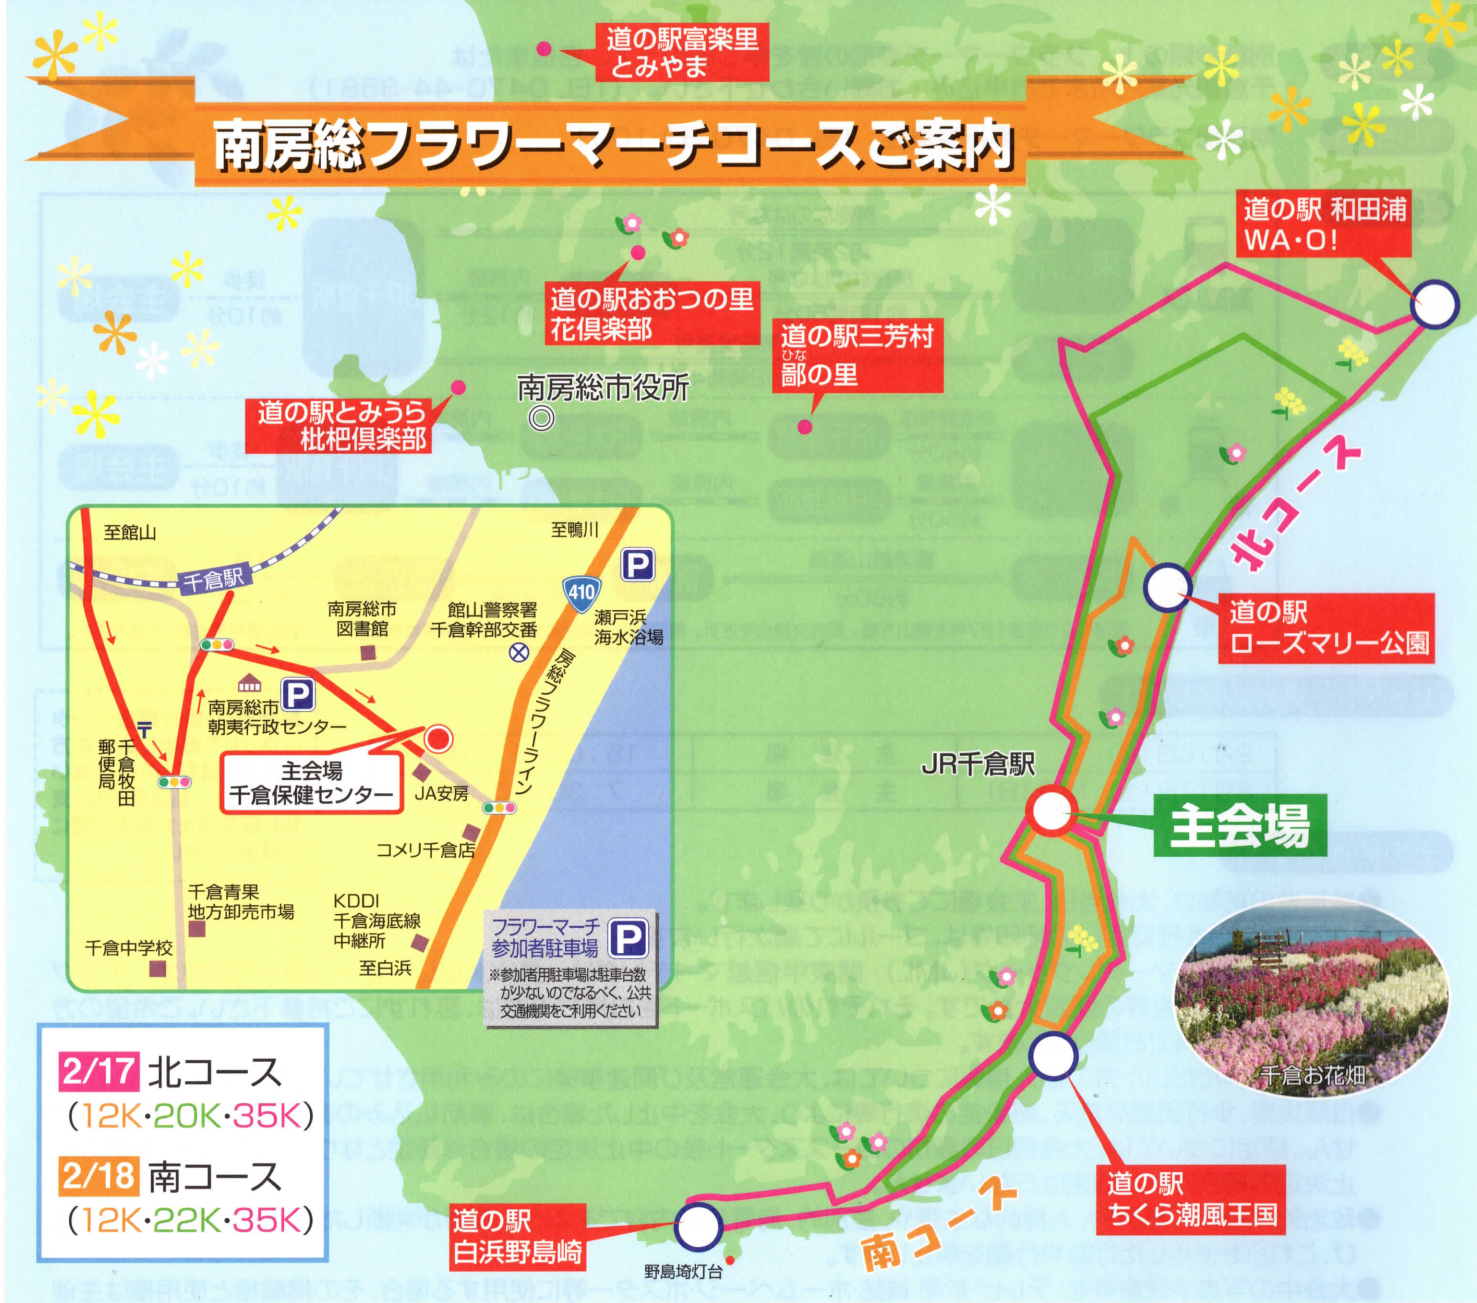 道の駅富楽里
とみやま
南房総フラワーマーチコースご案内
道の駅 和田浦
WA・O!
道の駅おおつの里
花倶楽部
道の駅三芳村
ひな
鄙の里
南房総市役所
道の駅とみうら
枇杷倶楽部
北コース
至館山
至鴨川
千倉駅
P
410
南房総市
図書館
館山警察署
千倉幹部交番
瀬戸浜
海水浴場
房総フラワーライン
P
南房総市
朝夷行政センター
〒
千倉牧田
郵便局
主会場
千倉保健センター
JA安房
コメリ千倉店
千倉青果
地方卸売市場
KDDI
千倉海底線
中継所
千倉中学校
至白浜
フラワーマーチ
参加者駐車場
P
※参加者用駐車場は駐車台数
が少ないのでなるべく、公共
交通機関をご利用ください
道の駅
ローズマリー公園
JR千倉駅
主会場
千倉お花畑
2/17 北コース
(12K・20K・35K)
2/18 南コース
(12K・22K・35K)
道の駅
ちくら潮風王国
南コース
道の駅
白浜野島崎
野島埼灯台